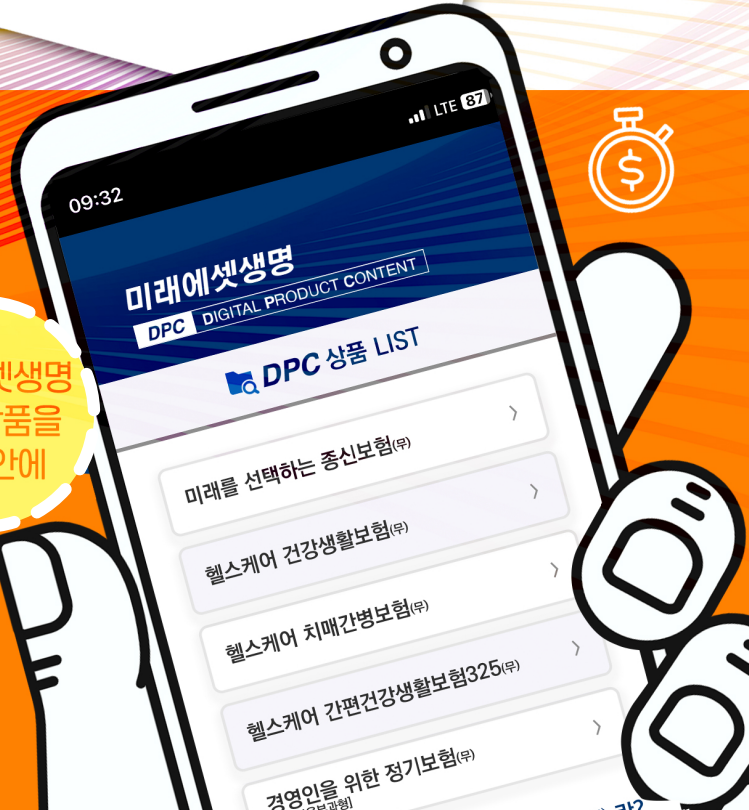 LTE 87
09:32
미래에셋생명
DPC DIGITAL PRODUCT CONTENT
DPC 상품 LIST
미래를 선택하는 종신보험(무)
헬스케어 건강생활보험(무)
헬스케어 치매간병보험(무)
헬스케어 간편건강생활보험325(무)
경영인을 위한 정기보험(무)
셋생명
품을
안에
$